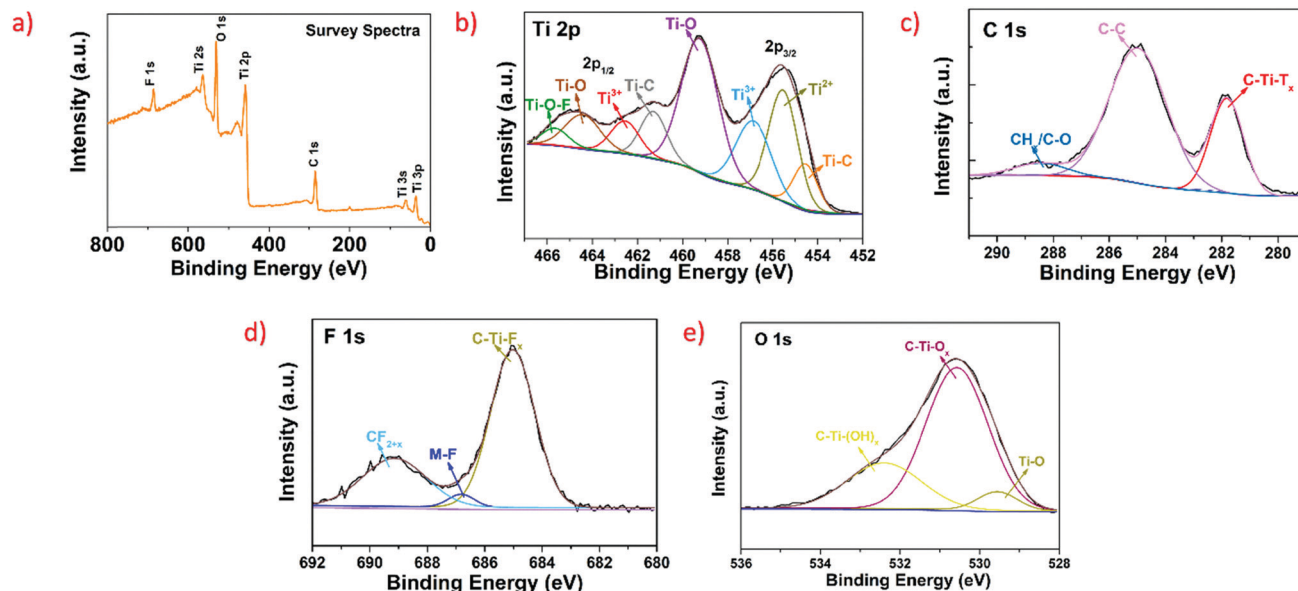 a)
Survey Spectra
Intensity (a.u.)
F 1s
Ti 2s
O 1s
Ti 2p
C 1s
Ti 3s
Ti 3p
800 600 400 200 0
Binding Energy (eV)
b)
Ti 2p
Intensity (a.u.)
Ti-O
2p1/2
2p3/2
Ti-O-F
Ti-O
Ti3+
Ti-C
Ti3+
Ti2+
Ti-C
466 464 462 460 458 456 454 452
Binding Energy (eV)
c)
C 1s
Intensity (a.u.)
C-C
C-Ti-Tx
CHx/C-O
290 288 286 284 282 280
Binding Energy (eV)
d)
F 1s
Intensity (a.u.)
C-Ti-Fx
CF2+x
M-F
692 690 688 686 684 682 680
Binding Energy (eV)
e)
O 1s
Intensity (a.u.)
C-Ti-Ox
C-Ti-(OH)x
Ti-O
536 534 532 530 528
Binding Energy (eV)